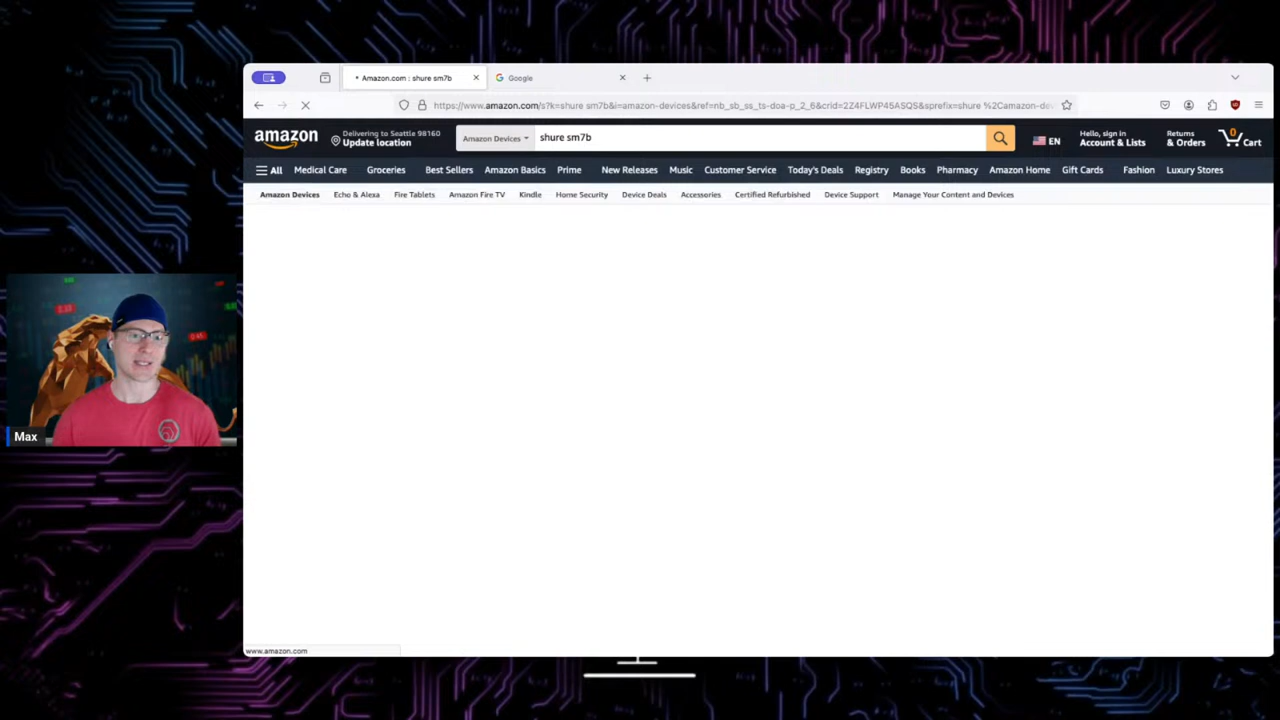 Amazon.com : shure sm7b
Google
https://www.amazon.com/s?k=shure sm7b&i=amazon-devices&ref=nb_sb_ss_ts-doa-p_2_6&crid=2Z4FLWP45ASQS&sprefix=shure %2Camazon-dev
amazon
Delivering to Seattle 98160
Update location
Amazon Devices
shure sm7b
EN
Hello, sign in
Account & Lists
Returns
& Orders
0
Cart
All Medical Care Groceries Best Sellers Amazon Basics Prime New Releases Music Customer Service Today's Deals Registry Books Pharmacy Amazon Home Gift Cards Fashion Luxury Stores
Amazon Devices Echo & Alexa Fire Tablets Amazon Fire TV Kindle Home Security Device Deals Accessories Certified Refurbished Device Support Manage Your Content and Devices
Max
www.amazon.com